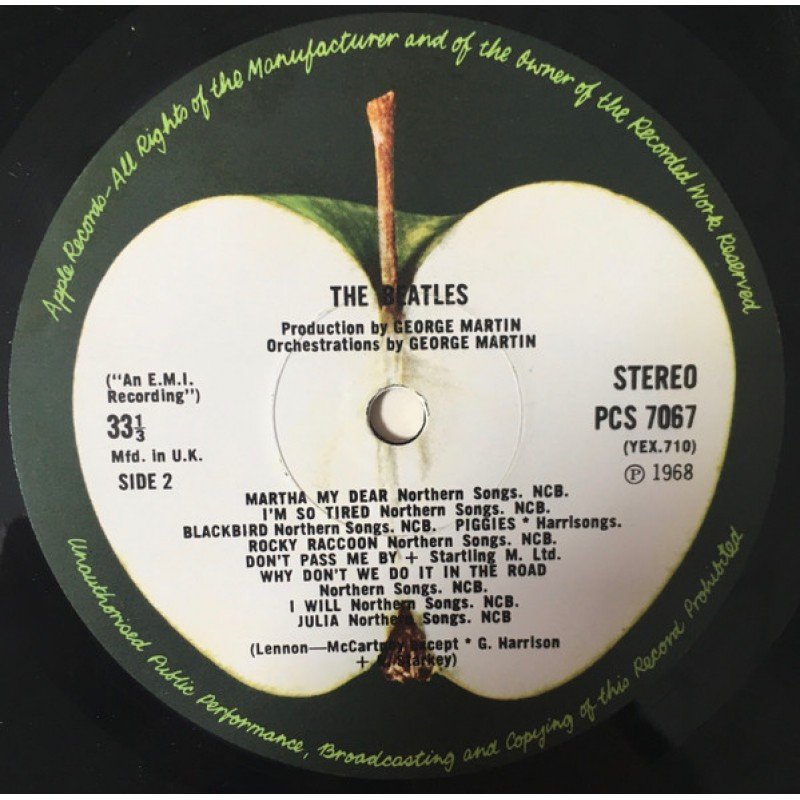 Apple Records—All Rights of the Manufacturer and of the Owner of the Recorded Work Reserved
THE BEATLES
Production by GEORGE MARTIN
Orchestrations by GEORGE MARTIN
("An E.M.I.
Recording")
33⅓
Mfd. in U.K.
SIDE 2
STEREO
PCS 7067
(YEX.710)
℗ 1968
MARTHA MY DEAR Northern Songs. NCB.
I'M SO TIRED Northern Songs. NCB.
BLACKBIRD Northern Songs. NCB. PIGGIES * Harrisongs.
ROCKY RACCOON Northern Songs. NCB.
DON'T PASS ME BY + Startling M. Ltd.
WHY DON'T WE DO IT IN THE ROAD
Northern Songs. NCB.
I WILL Northern Songs. NCB.
JULIA Northern Songs. NCB
(Lennon—McCartney except * G. Harrison
+ R. Starkey)
Unauthorised Public Performance, Broadcasting and Copying of this Record Prohibited